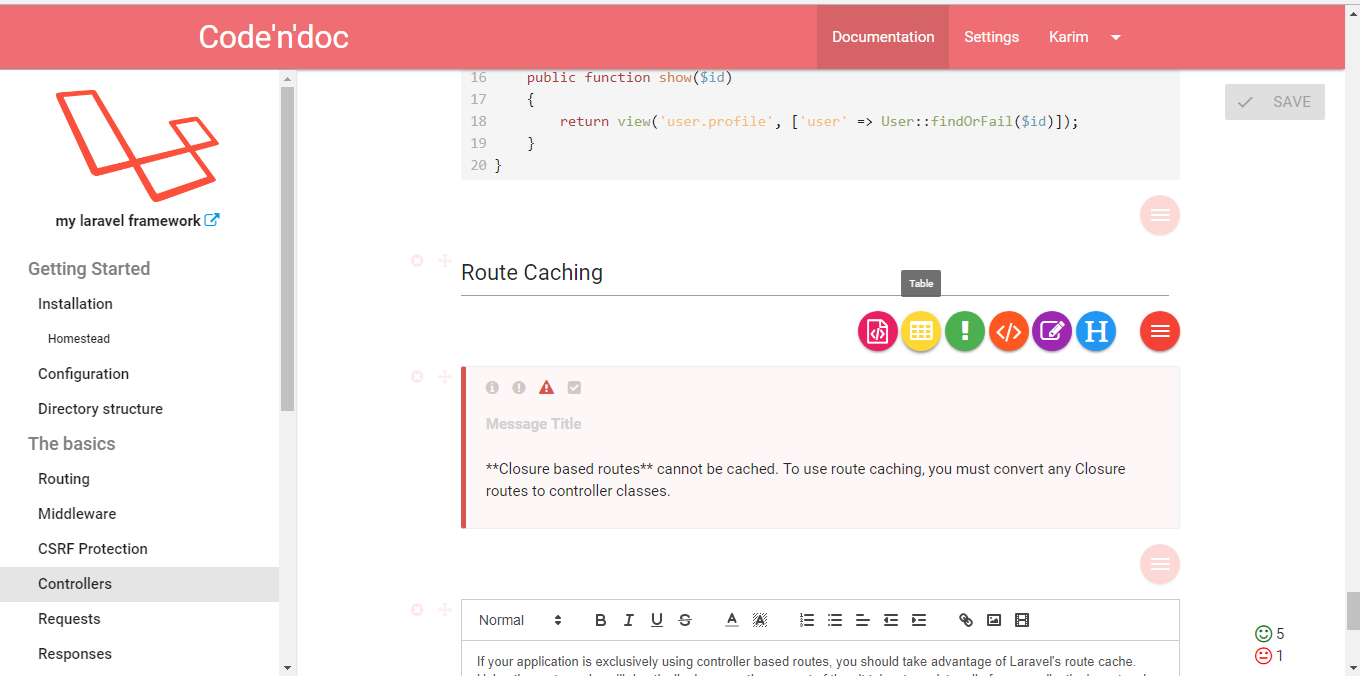 Code'n'doc
Documentation
Settings
Karim
my laravel framework
Getting Started
Installation
Homestead
Configuration
Directory structure
The basics
Routing
Middleware
CSRF Protection
Controllers
Requests
Responses
16 public function show($id)
17 {
18 return view('user.profile', ['user' => User::findOrFail($id)]);
19 }
20 }
SAVE
Route Caching
Table
H
Message Title
**Closure based routes** cannot be cached. To use route caching, you must convert any Closure
routes to controller classes.
Normal
B I U S A A
If your application is exclusively using controller based routes, you should take advantage of Laravel's route cache.
5
1